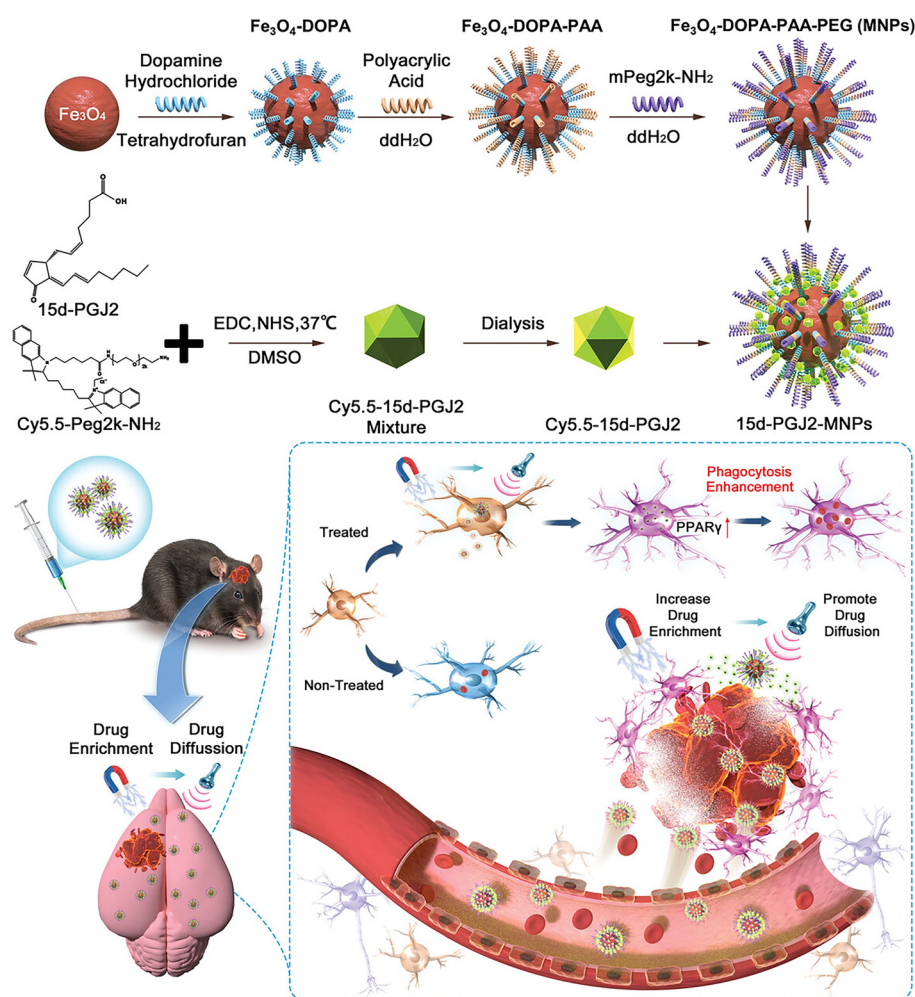 Fe₃O₄-DOPA
Fe₃O₄-DOPA-PAA
Fe₃O₄-DOPA-PAA-PEG (MNPs)
Fe₃O₄
Dopamine
Hydrochloride
Tetrahydrofuran
Polyacrylic
Acid
ddH₂O
mPeg2k-NH₂
ddH₂O
O
OH
O
15d-PGJ2
Cy5.5-Peg2k-NH₂
EDC,NHS,37℃
DMSO
Cy5.5-15d-PGJ2
Mixture
Dialysis
Cy5.5-15d-PGJ2
15d-PGJ2-MNPs
Treated
Non-Treated
PPARγ
Phagocytosis
Enhancement
Increase
Drug
Enrichment
Promote
Drug
Diffusion
Drug
Enrichment
Drug
Diffussion